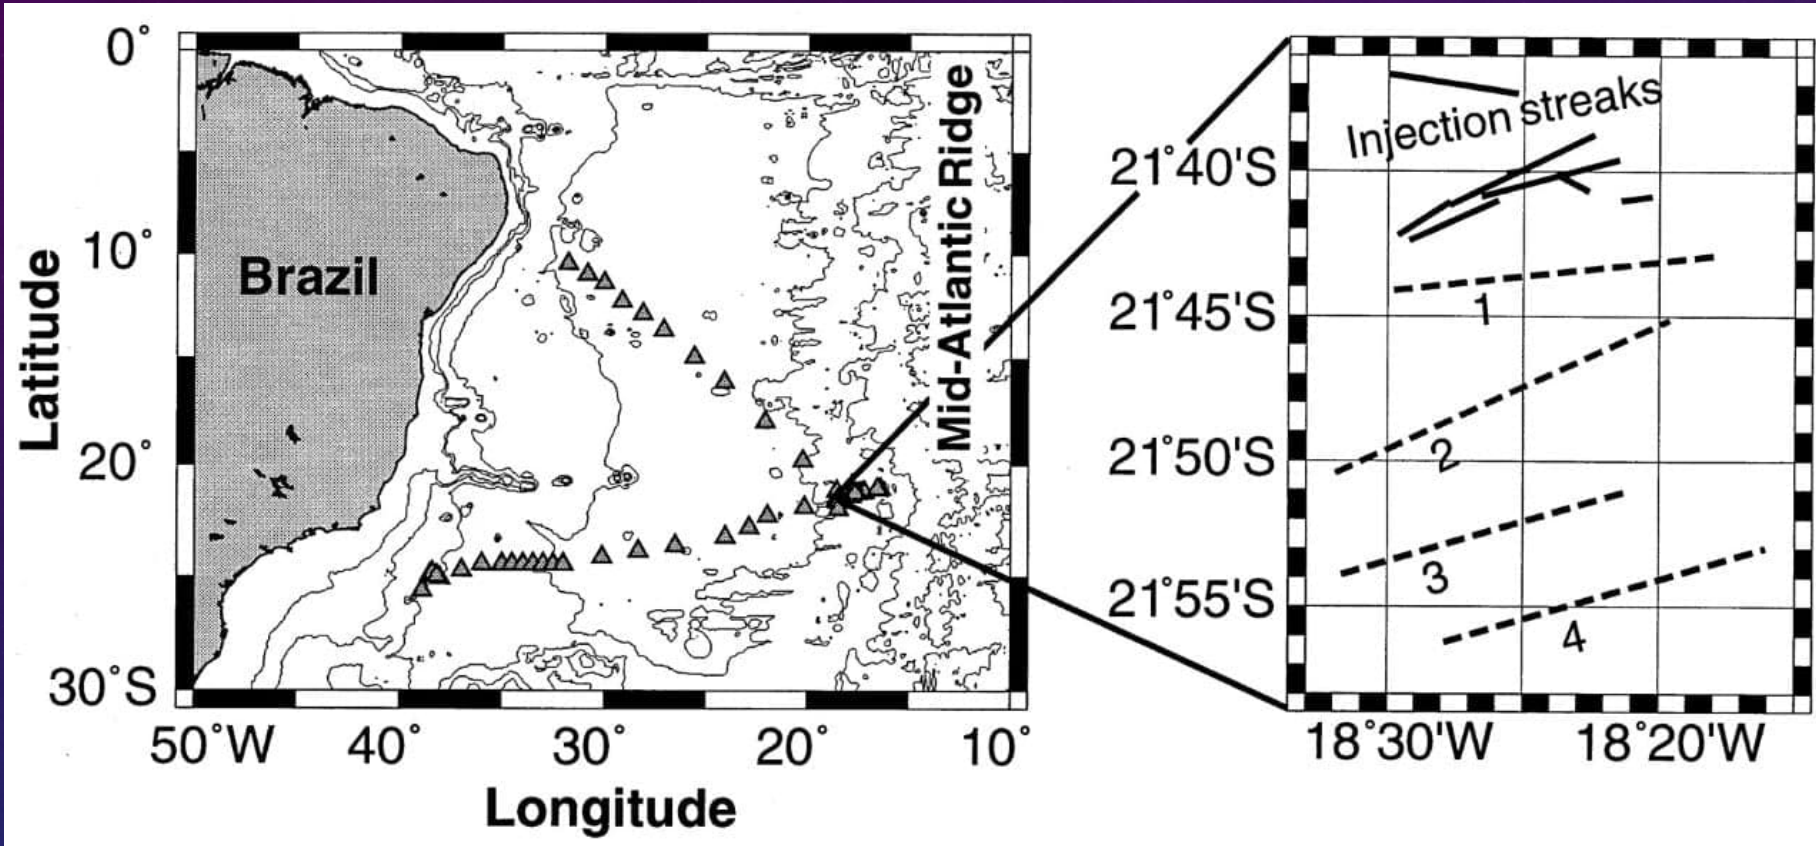 0°
10°
20°
30°S
Latitude
Brazil
Mid-Atlantic Ridge
50°W
40°
30°
20°
10°
Longitude
Injection streaks
21°40'S
21°45'S
21°50'S
21°55'S
1
2
3
4
18°30'W
18°20'W